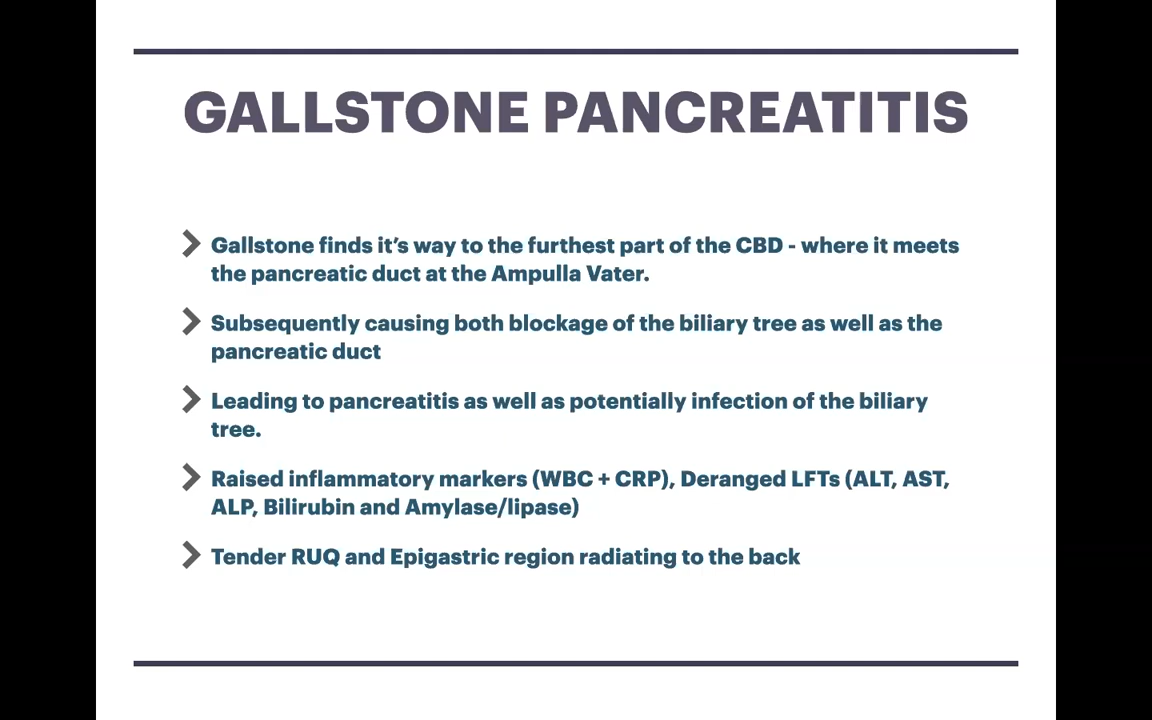 GALLSTONE PANCREATITIS
Gallstone finds it's way to the furthest part of the CBD - where it meets
the pancreatic duct at the Ampulla Vater.
Subsequently causing both blockage of the biliary tree as well as the
pancreatic duct
Leading to pancreatitis as well as potentially infection of the biliary
tree.
Raised inflammatory markers (WBC + CRP), Deranged LFTs (ALT, AST,
ALP, Bilirubin and Amylase/lipase)
Tender RUQ and Epigastric region radiating to the back